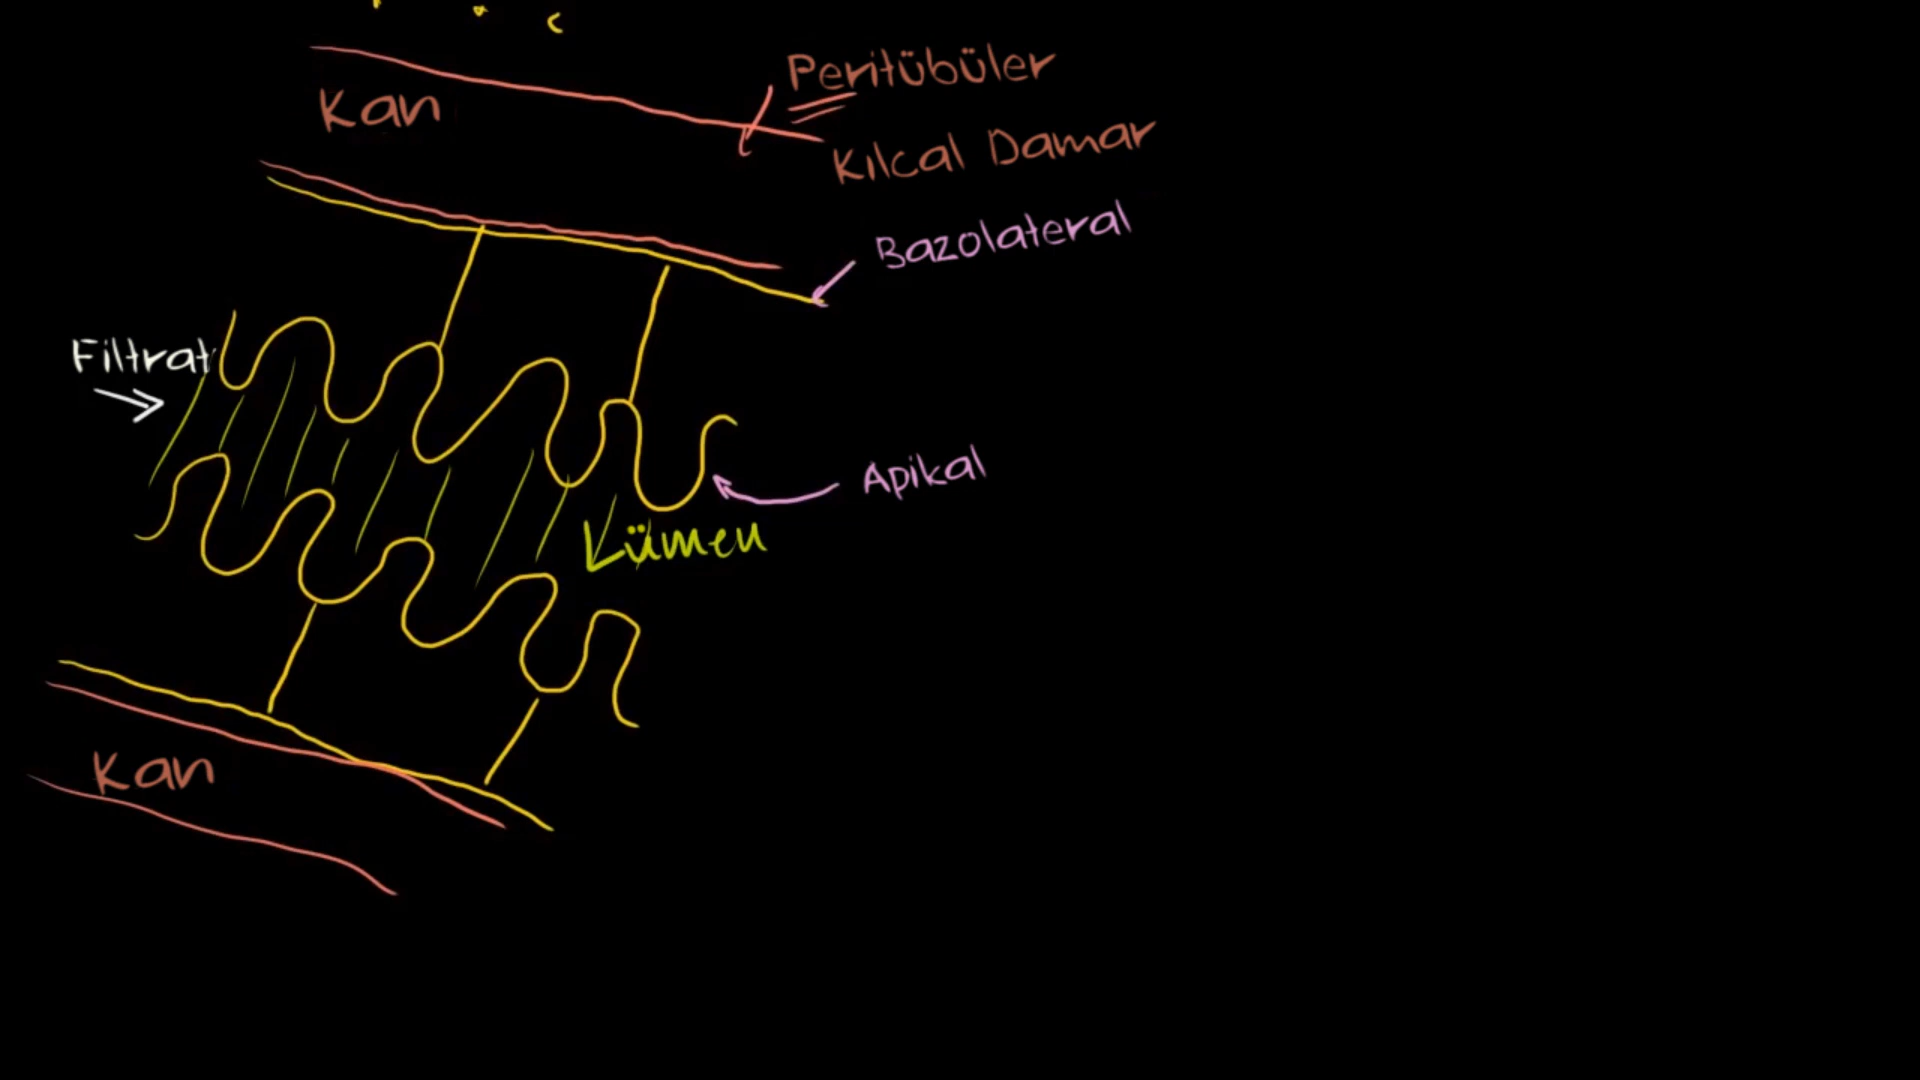 Peritübüler
Kan
Kılcal Damar
Bazolateral
Filtrat
Apikal
Lümen
Kan